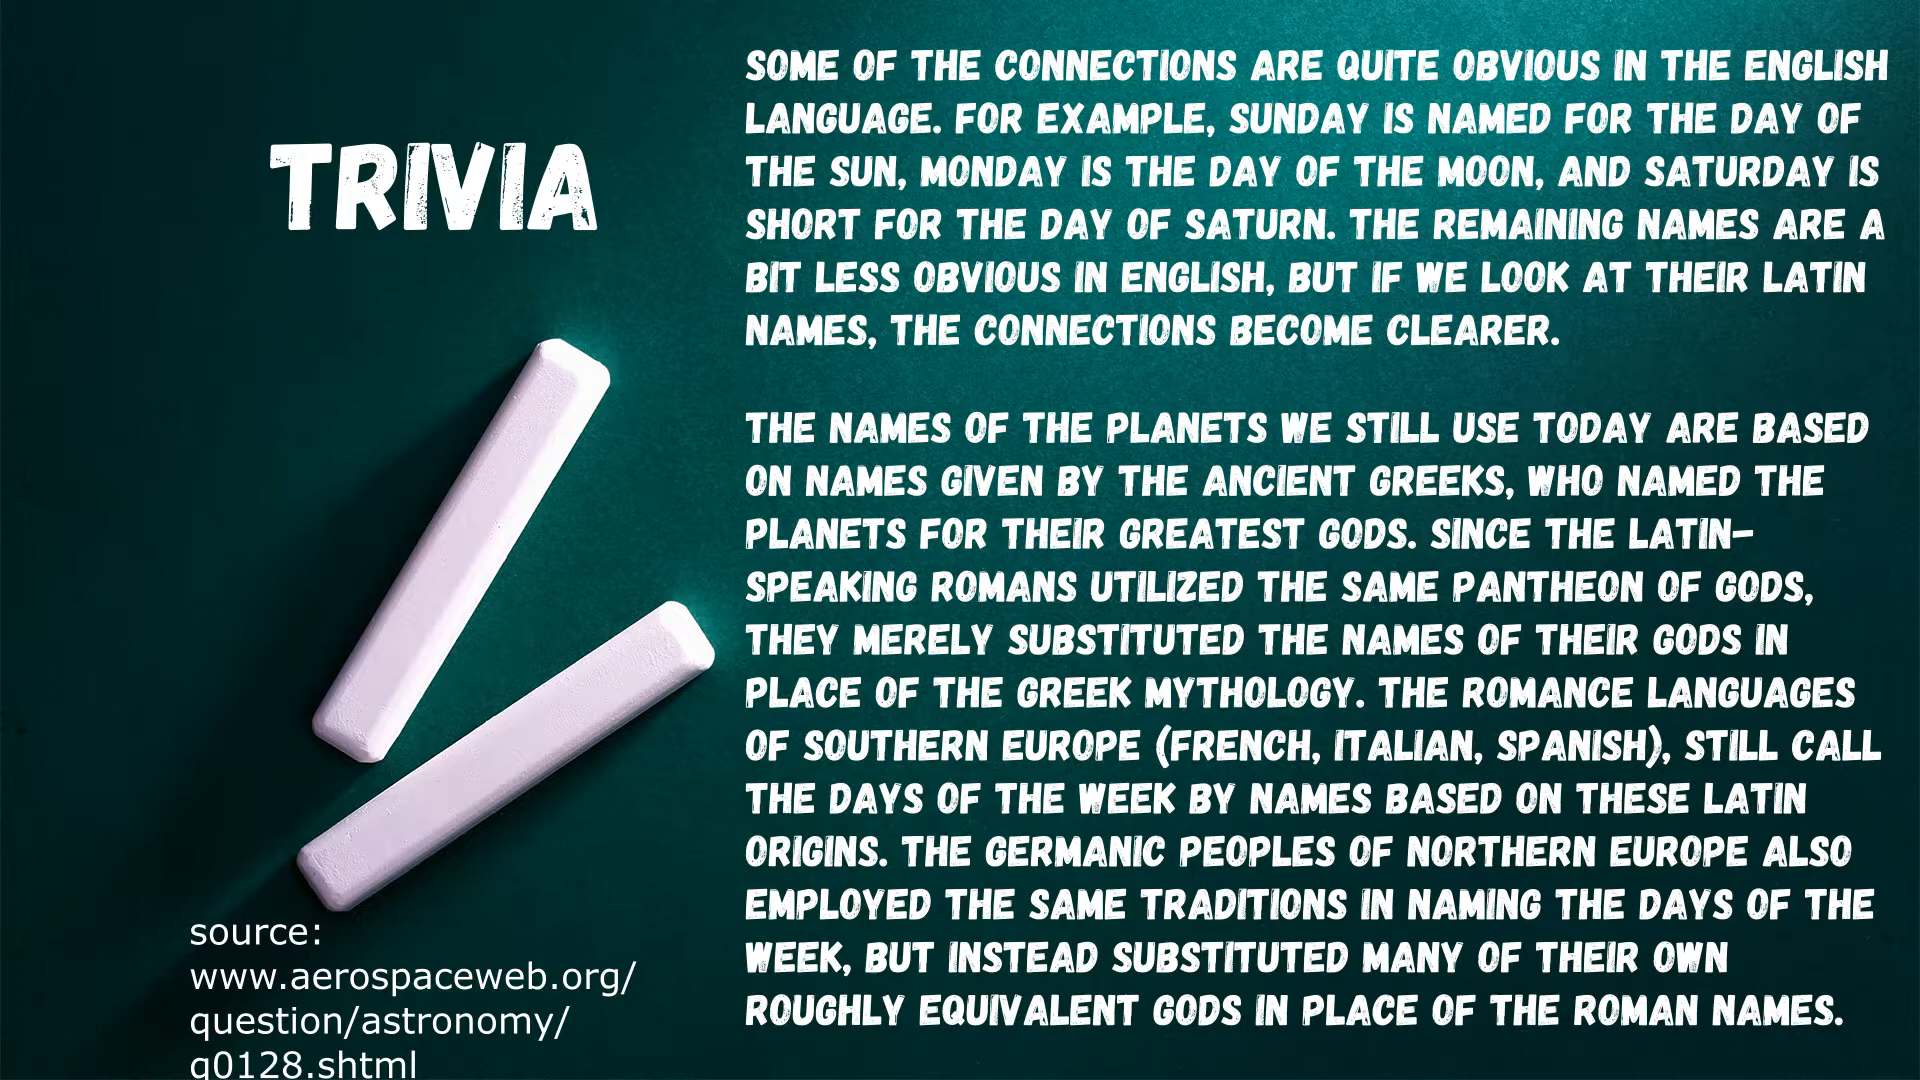 TRIVIA
SOME OF THE CONNECTIONS ARE QUITE OBVIOUS IN THE ENGLISH
LANGUAGE. FOR EXAMPLE, SUNDAY IS NAMED FOR THE DAY OF
THE SUN, MONDAY IS THE DAY OF THE MOON, AND SATURDAY IS
SHORT FOR THE DAY OF SATURN. THE REMAINING NAMES ARE A
BIT LESS OBVIOUS IN ENGLISH, BUT IF WE LOOK AT THEIR LATIN
NAMES, THE CONNECTIONS BECOME CLEARER.
THE NAMES OF THE PLANETS WE STILL USE TODAY ARE BASED
ON NAMES GIVEN BY THE ANCIENT GREEKS, WHO NAMED THE
PLANETS FOR THEIR GREATEST GODS. SINCE THE LATIN-
SPEAKING ROMANS UTILIZED THE SAME PANTHEON OF GODS,
THEY MERELY SUBSTITUTED THE NAMES OF THEIR GODS IN
PLACE OF THE GREEK MYTHOLOGY. THE ROMANCE LANGUAGES
OF SOUTHERN EUROPE (FRENCH, ITALIAN, SPANISH), STILL CALL
THE DAYS OF THE WEEK BY NAMES BASED ON THESE LATIN
ORIGINS. THE GERMANIC PEOPLES OF NORTHERN EUROPE ALSO
EMPLOYED THE SAME TRADITIONS IN NAMING THE DAYS OF THE
WEEK, BUT INSTEAD SUBSTITUTED MANY OF THEIR OWN
ROUGHLY EQUIVALENT GODS IN PLACE OF THE ROMAN NAMES.
source:
www.aerospaceweb.org/
question/astronomy/
q0128.shtml